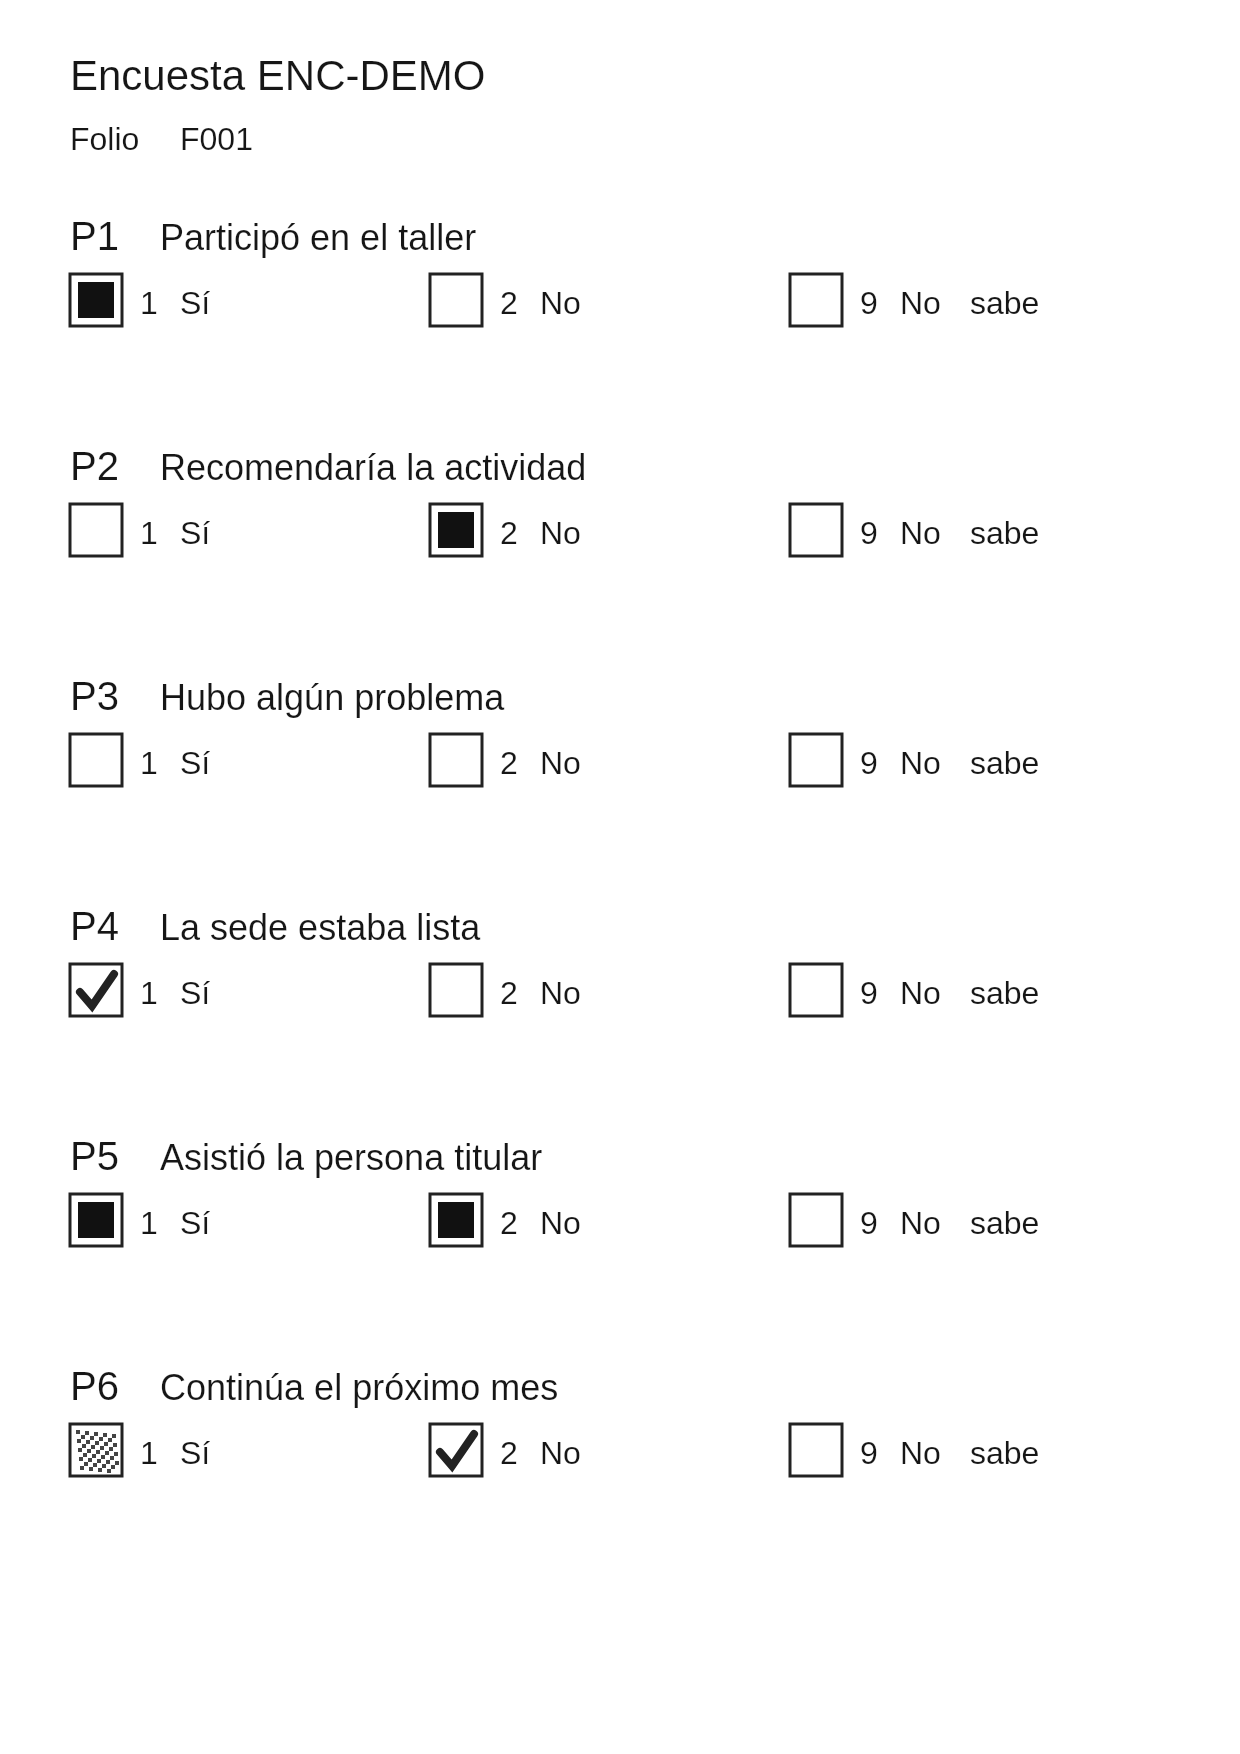 Encuesta ENC-DEMO
Folio F001
P1 Participó en el taller
1 Sí 2 No 9 No sabe
P2 Recomendaría la actividad
1 Sí 2 No 9 No sabe
P3 Hubo algún problema
1 Sí 2 No 9 No sabe
P4 La sede estaba lista
1 Sí 2 No 9 No sabe
P5 Asistió la persona titular
1 Sí 2 No 9 No sabe
P6 Continúa el próximo mes
1 Sí 2 No 9 No sabe